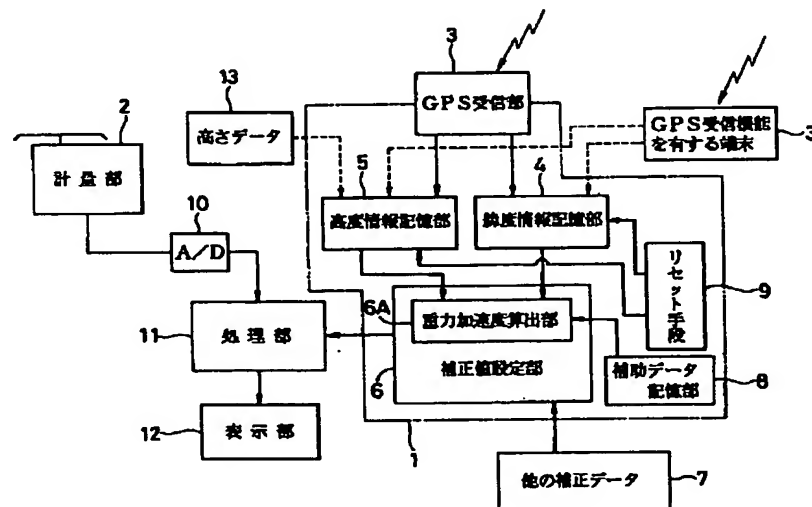 3
13
2
GPS受信部
高さデータ
GPS受信機能
を有する端末
3
計量部
5
4
10
高度情報記憶部
緯度情報記憶部
A/D
リセット手段
9
6A
重力加速度算出部
11
処理部
補正値設定部
6
補助データ
記憶部
8
12
表示部
1
他の補正データ
7